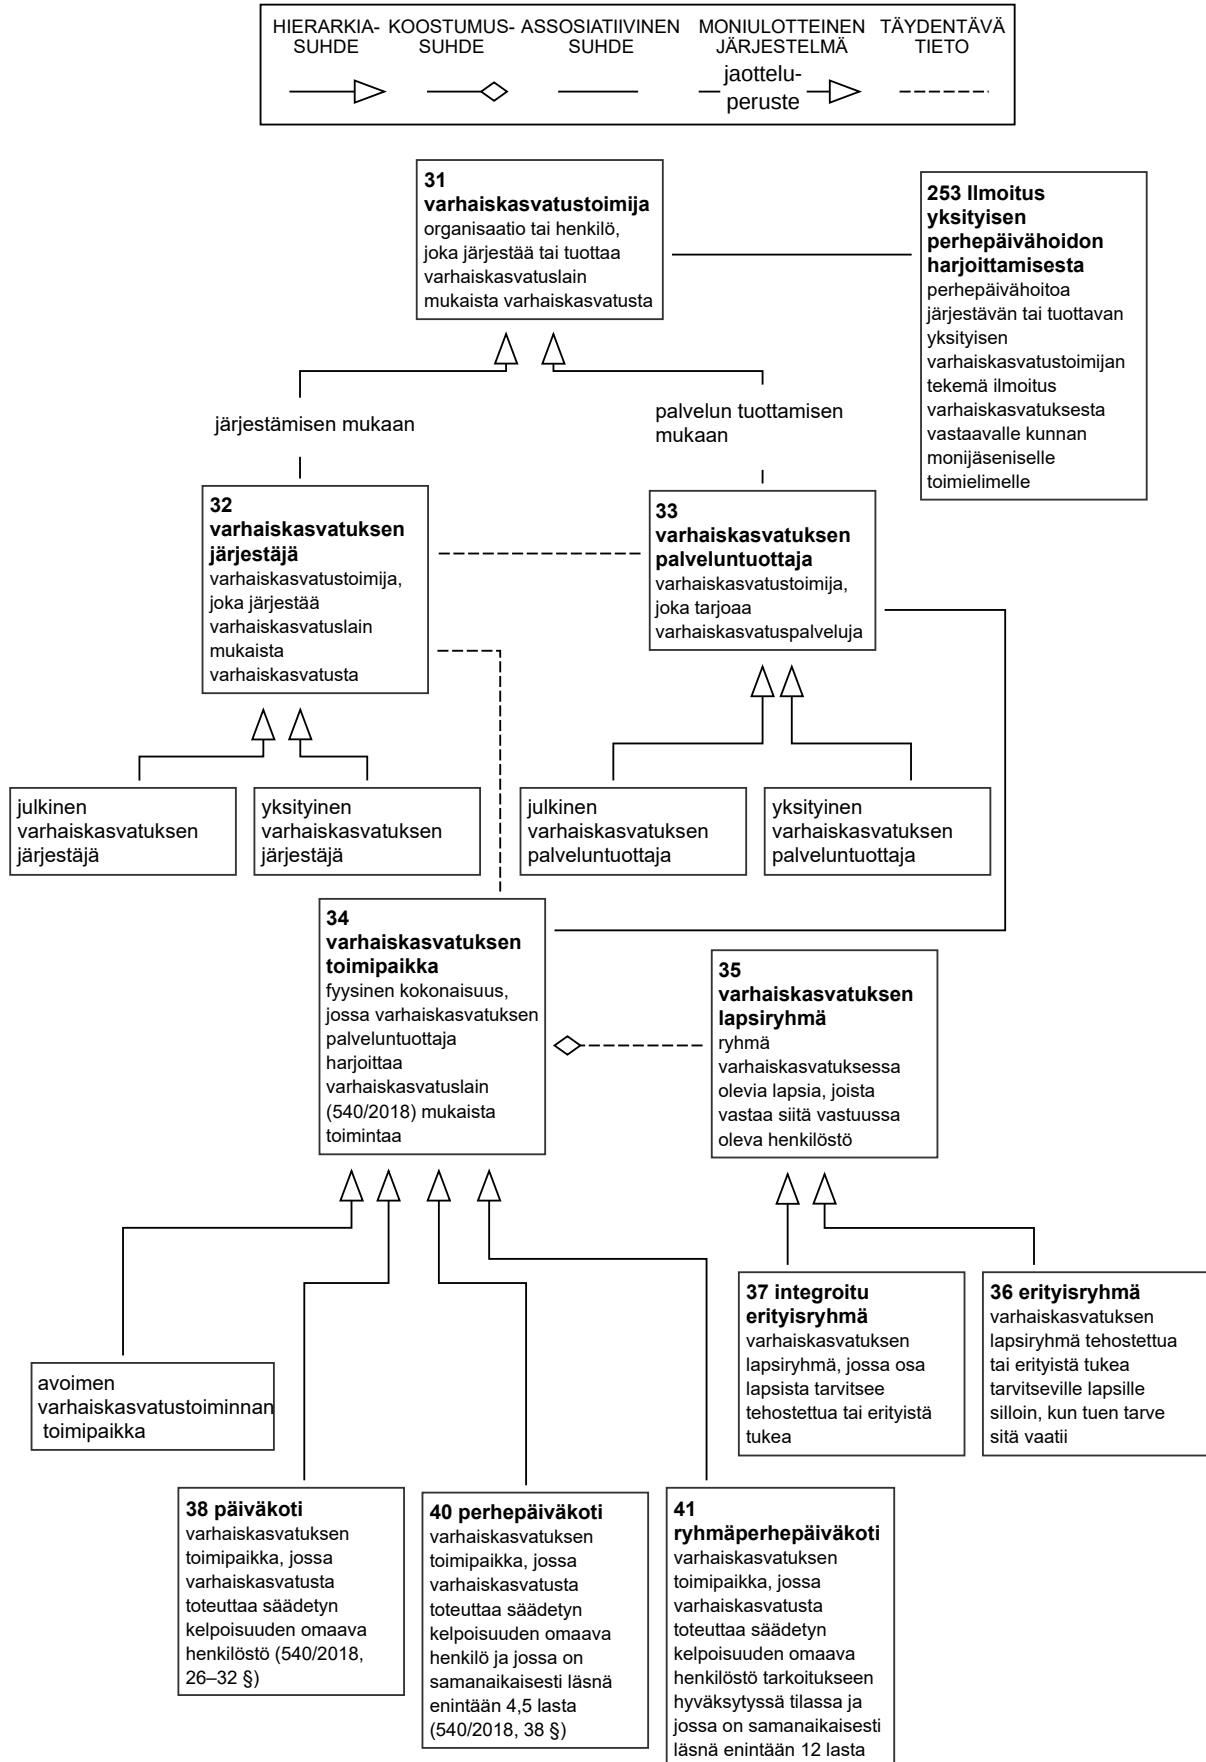 HIERARKIA-
SUHDE
KOOSTUMUS-
SUHDE
ASSOSIATIIVINEN
SUHDE
MONIULOTTEINEN
JÄRJESTELMÄ
TÄYDENTÄVÄ
TIETO
jaottelu-
peruste
31
varhaiskasvatustoimija
organisaatio tai henkilö,
joka järjestää tai tuottaa
varhaiskasvatuslain
mukaista varhaiskasvatusta
253 Ilmoitus
yksityisen
perhepäivähoidon
harjoittamisesta
perhepäivähoitoa
järjestävän tai tuottavan
yksityisen
varhaiskasvatustoimijan
tekemä ilmoitus
varhaiskasvatuksesta
vastaavalle kunnan
monijäseniselle
toimielimelle
järjestämisen mukaan
palvelun tuottamisen
mukaan
32
varhaiskasvatuksen
järjestäjä
varhaiskasvatustoimija,
joka järjestää
varhaiskasvatuslain
mukaista
varhaiskasvatusta
33
varhaiskasvatuksen
palveluntuottaja
varhaiskasvatustoimija,
joka tarjoaa
varhaiskasvatuspalveluja
julkinen
varhaiskasvatuksen
järjestäjä
yksityinen
varhaiskasvatuksen
järjestäjä
julkinen
varhaiskasvatuksen
palveluntuottaja
yksityinen
varhaiskasvatuksen
palveluntuottaja
34
varhaiskasvatuksen
toimipaikka
fyysinen kokonaisuus,
jossa varhaiskasvatuksen
palveluntuottaja
harjoittaa
varhaiskasvatuslain
(540/2018) mukaista
toimintaa
35
varhaiskasvatuksen
lapsiryhmä
ryhmä
varhaiskasvatuksessa
olevia lapsia, joista
vastaa siitä vastuussa
oleva henkilöstö
37 integroitu
erityisryhmä
varhaiskasvatuksen
lapsiryhmä, jossa osa
lapsista tarvitsee
tehostettua tai erityistä
tukea
36 erityisryhmä
varhaiskasvatuksen
lapsiryhmä tehostettua
tai erityistä tukea
tarvitseville lapsille
silloin, kun tuen tarve
sitä vaatii
avoimen
varhaiskasvatustoiminnan
toimipaikka
38 päiväkoti
varhaiskasvatuksen
toimipaikka, jossa
varhaiskasvatusta
toteuttaa säädetyn
kelpoisuuden omaava
henkilöstö (540/2018,
26–32 §)
40 perhepäiväkoti
varhaiskasvatuksen
toimipaikka, jossa
varhaiskasvatusta
toteuttaa säädetyn
kelpoisuuden omaava
henkilö ja jossa on
samanaikaisesti läsnä
enintään 4,5 lasta
(540/2018, 38 §)
41
ryhmäperhepäiväkoti
varhaiskasvatuksen
toimipaikka, jossa
varhaiskasvatusta
toteuttaa säädetyn
kelpoisuuden omaava
henkilöstö tarkoitukseen
hyväksytyssä tilassa ja
jossa on samanaikaisesti
läsnä enintään 12 lasta